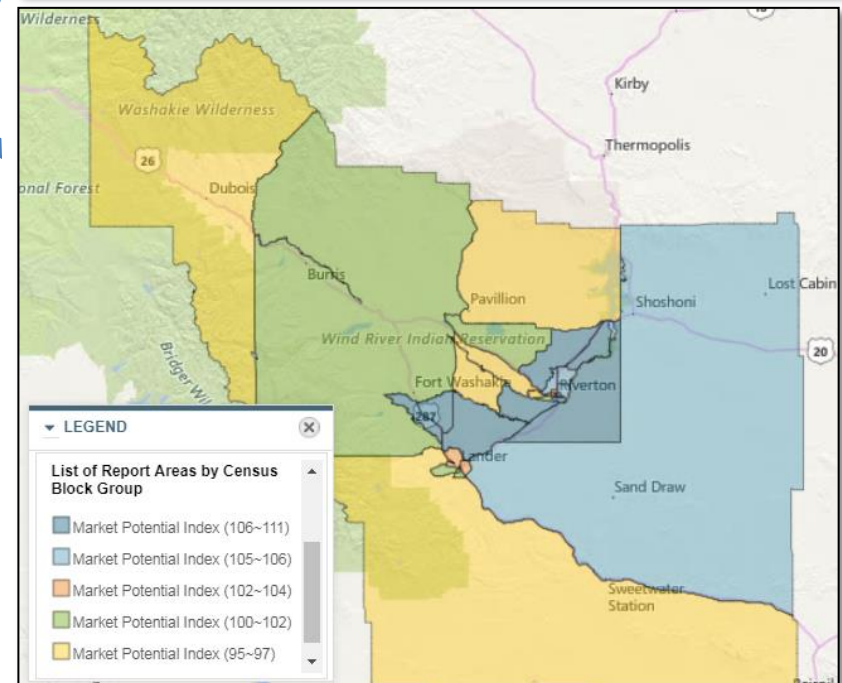 Wilderness
Kirby
Washakie Wilderness
Thermopolis
26
onal Forest
Dubois
Burris
Lost Cabin
Pavillion
Shoshoni
Wind River Indian Reservation
20
Fort Washakie
Riverton
287
Lander
Sand Draw
Sweetwater
Station
LEGEND
List of Report Areas by Census
Block Group
Market Potential Index (106~111)
Market Potential Index (105~106)
Market Potential Index (102~104)
Market Potential Index (100~102)
Market Potential Index (95~97)